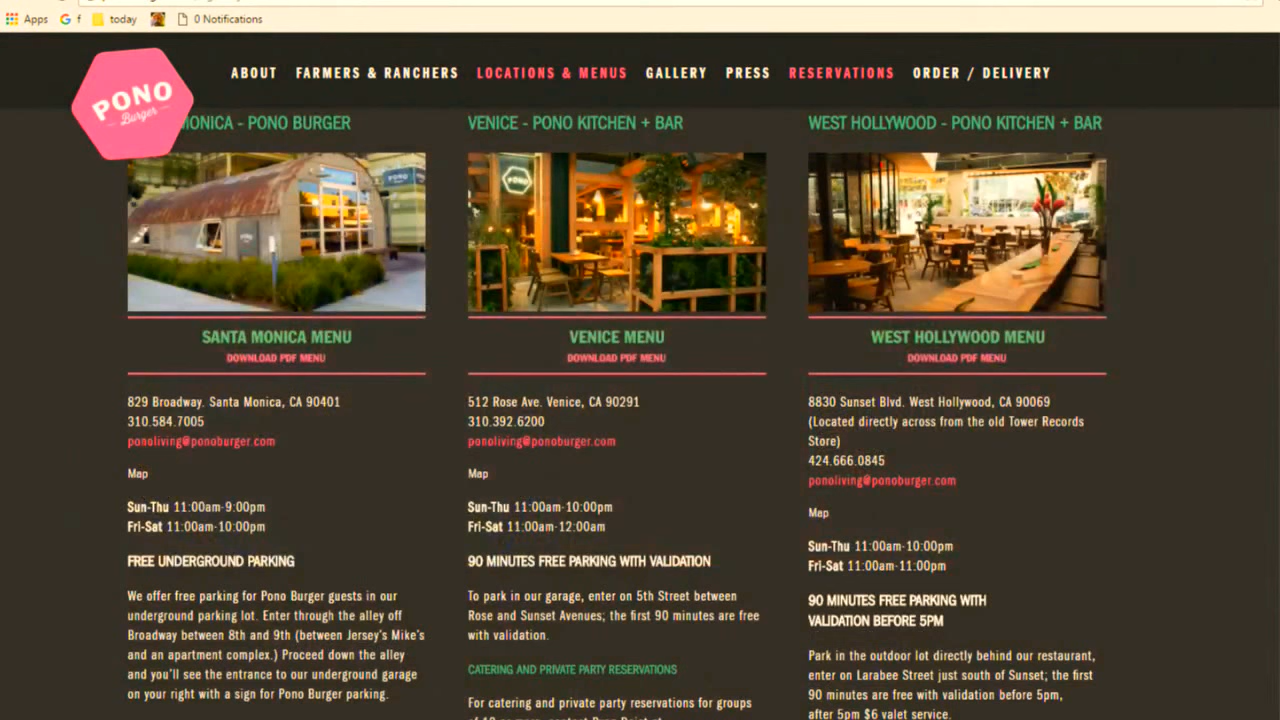 Apps
f
today
0 Notifications
PONO
Burger
ABOUT
FARMERS & RANCHERS
LOCATIONS & MENUS
GALLERY
PRESS
RESERVATIONS
ORDER / DELIVERY
MONICA - PONO BURGER
SANTA MONICA MENU
DOWNLOAD PDF MENU
829 Broadway. Santa Monica, CA 90401
310.584.7005
ponoliving@ponoburger.com
Map
Sun-Thu 11:00am-9:00pm
Fri-Sat 11:00am-10:00pm
FREE UNDERGROUND PARKING
We offer free parking for Pono Burger guests in our
underground parking lot. Enter through the alley off
Broadway between 8th and 9th (between Jersey's Mike's
and an apartment complex.) Proceed down the alley
and you'll see the entrance to our underground garage
on your right with a sign for Pono Burger parking.
VENICE - PONO KITCHEN + BAR
PONO
VENICE MENU
DOWNLOAD PDF MENU
512 Rose Ave. Venice, CA 90291
310.392.6200
ponoliving@ponoburger.com
Map
Sun-Thu 11:00am-10:00pm
Fri-Sat 11:00am-12:00am
90 MINUTES FREE PARKING WITH VALIDATION
To park in our garage, enter on 5th Street between
Rose and Sunset Avenues; the first 90 minutes are free
with validation.
CATERING AND PRIVATE PARTY RESERVATIONS
For catering and private party reservations for groups
WEST HOLLYWOOD - PONO KITCHEN + BAR
WEST HOLLYWOOD MENU
DOWNLOAD PDF MENU
8830 Sunset Blvd. West Hollywood, CA 90069
(Located directly across from the old Tower Records
Store)
424.666.0845
ponoliving@ponoburger.com
Map
Sun-Thu 11:00am-10:00pm
Fri-Sat 11:00am-11:00pm
90 MINUTES FREE PARKING WITH
VALIDATION BEFORE 5PM
Park in the outdoor lot directly behind our restaurant,
enter on Larabee Street just south of Sunset; the first
90 minutes are free with validation before 5pm,
after 5pm $6 valet service.